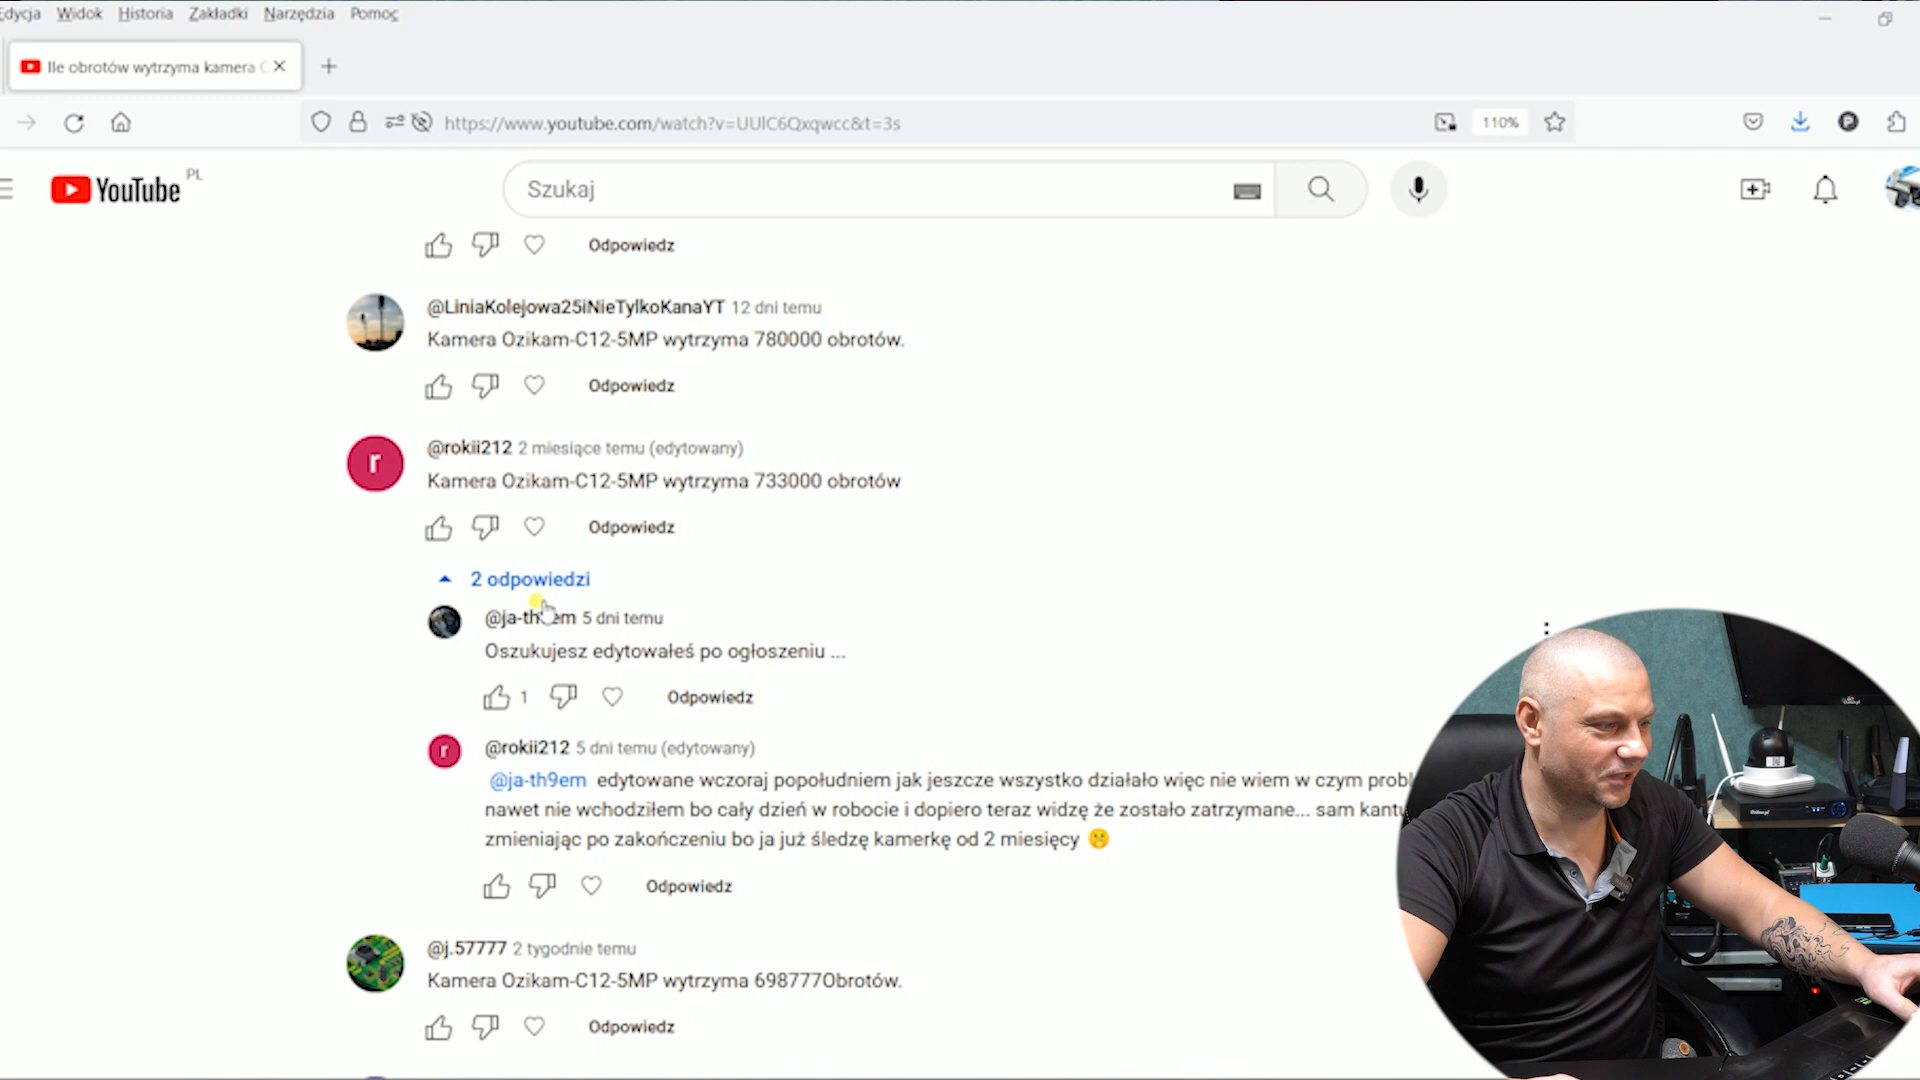 Edycja Widok Historia Zakładki Narzędzia Pomoc
Ile obrotów wytrzyma kamera
https://www.youtube.com/watch?v=UUlC6Qxqwcc&t=3s
110%
YouTube PL
Szukaj
Odpowiedz
@LiniaKolejowa25iNieTylkoKanaYT 12 dni temu
Kamera Ozikam-C12-5MP wytrzyma 780000 obrotów.
Odpowiedz
r
@rokii212 2 miesiące temu (edytowany)
Kamera Ozikam-C12-5MP wytrzyma 733000 obrotów
Odpowiedz
2 odpowiedzi
5 dni temu
Oszukujesz edytowałeś po ogłoszeniu ...
1 Odpowiedz
r
@rokii212 5 dni temu (edytowany)
@ja-th9em edytowane wczoraj popołudniem jak jeszcze wszystko działało więc nie wiem w czym
nawet nie wchodziłem bo cały dzień w robocie i dopiero teraz widzę że zostało zatrzymane... sam
zmieniając po zakończeniu bo ja już śledzę kamerkę od 2 miesięcy 🤫
Odpowiedz
@j.57777 2 tygodnie temu
Kamera Ozikam-C12-5MP wytrzyma 698777Obrotów.
Odpowiedz